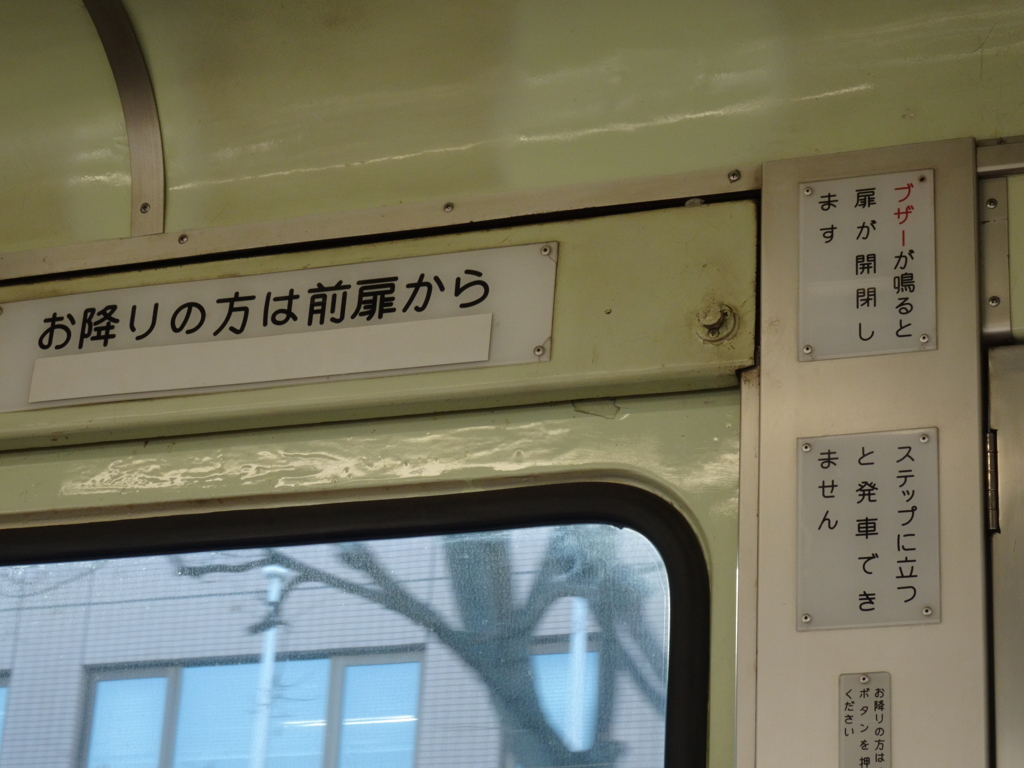 お降りの方は前扉から
ブザーが鳴ると
扉が開閉し
ます
ステップに立つ
と発車でき
ません
お降りの方は
ボタンを押
ください